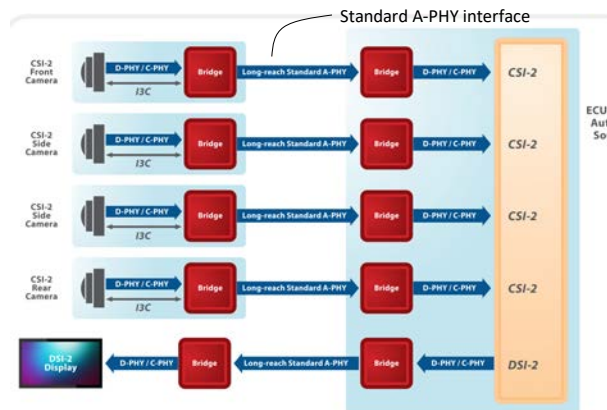 Standard A-PHY interface
CSI-2
Front
Camera
D-PHY / C-PHY
I3C
Bridge
Long-reach Standard A-PHY
Bridge
D-PHY / C-PHY
CSI-2
ECU
Aut
So
CSI-2
Side
Camera
D-PHY / C-PHY
I3C
Bridge
Long-reach Standard A-PHY
Bridge
D-PHY / C-PHY
CSI-2
CSI-2
Side
Camera
D-PHY / C-PHY
I3C
Bridge
Long-reach Standard A-PHY
Bridge
D-PHY / C-PHY
CSI-2
CSI-2
Rear
Camera
D-PHY / C-PHY
I3C
Bridge
Long-reach Standard A-PHY
Bridge
D-PHY / C-PHY
CSI-2
DSI-2
Display
D-PHY / C-PHY
Bridge
Long-reach Standard A-PHY
Bridge
D-PHY / C-PHY
DSI-2